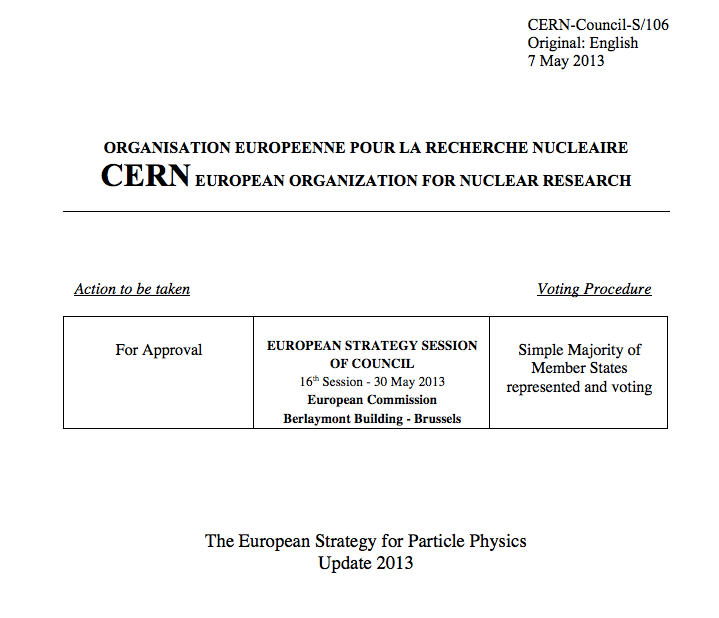 CERN-Council-S/106
Original: English
7 May 2013
ORGANISATION EUROPEENNE POUR LA RECHERCHE NUCLEAIRE
CERN EUROPEAN ORGANIZATION FOR NUCLEAR RESEARCH
Action to be taken
Voting Procedure
For Approval
EUROPEAN STRATEGY SESSION
OF COUNCIL
16th Session - 30 May 2013
European Commission
Berlaymont Building - Brussels
Simple Majority of
Member States
represented and voting
The European Strategy for Particle Physics
Update 2013